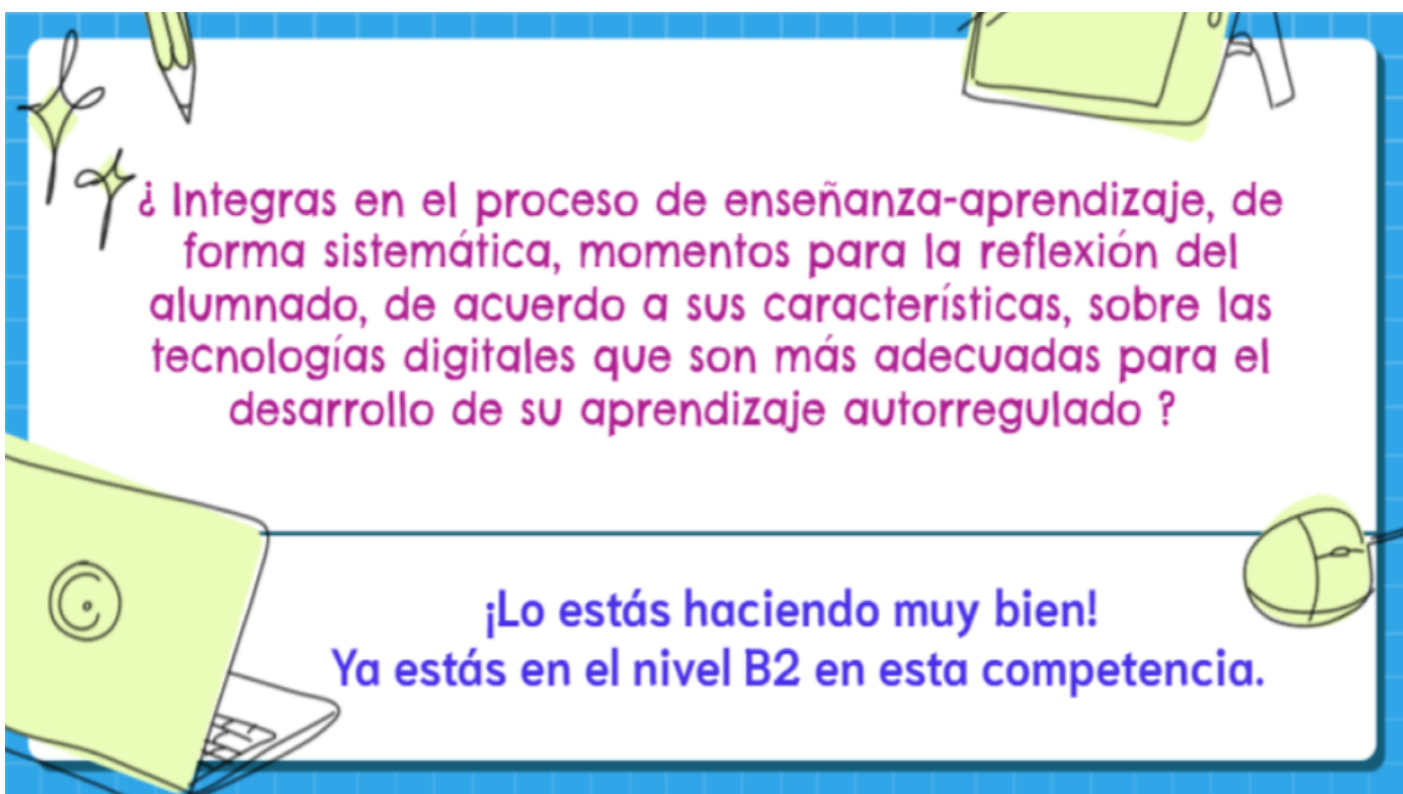 ¿ Integras en el proceso de enseñanza-aprendizaje, de
forma sistemática, momentos para la reflexión del
alumnado, de acuerdo a sus características, sobre las
tecnologías digitales que son más adecuadas para el
desarrollo de su aprendizaje autorregulado ?
¡Lo estás haciendo muy bien!
Ya estás en el nivel B2 en esta competencia.